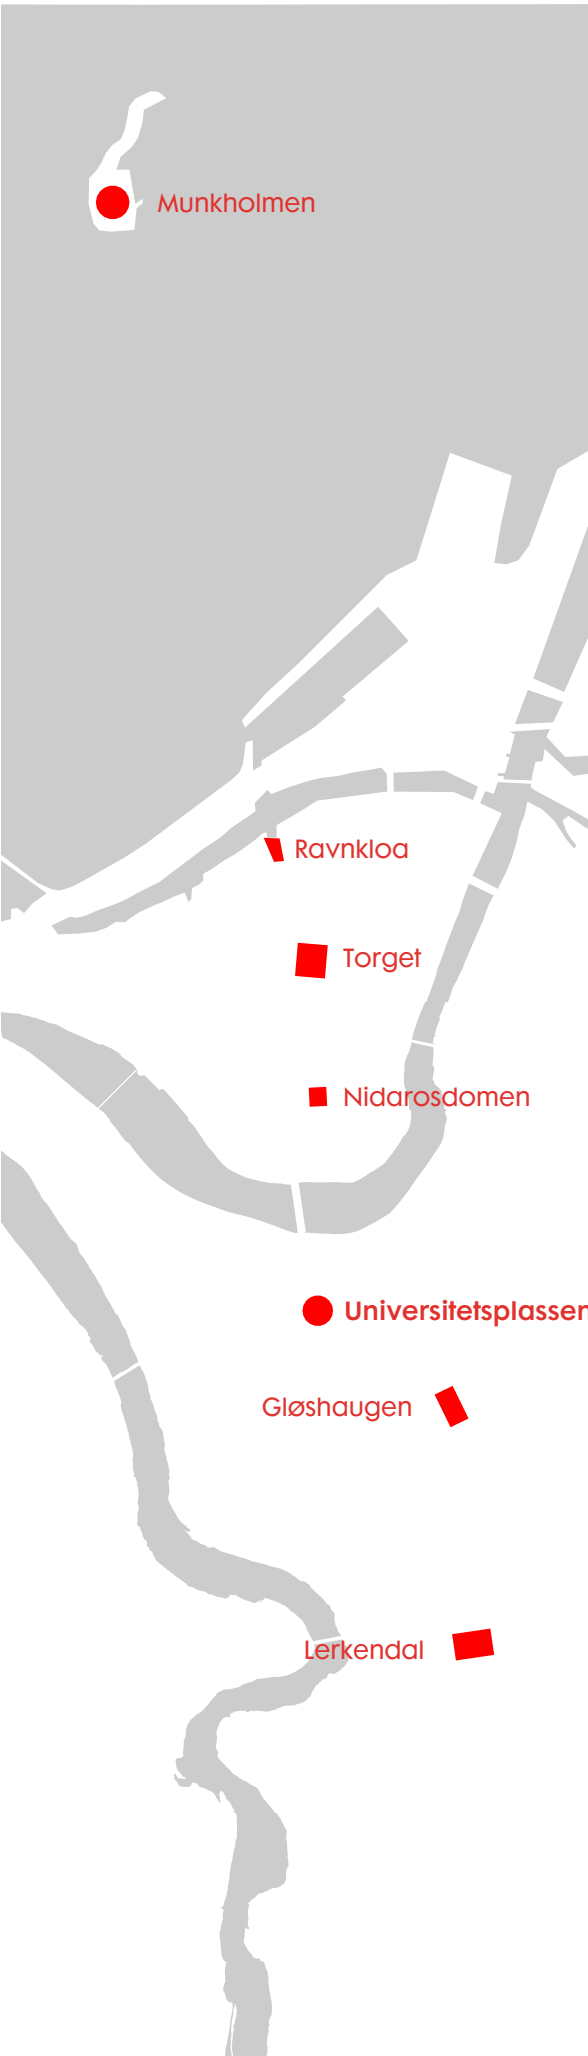 Munkholmen
Ravnkloa
Torget
Nidarosdomen
Universitetsplassen
Gløshaugen
Lerkendal